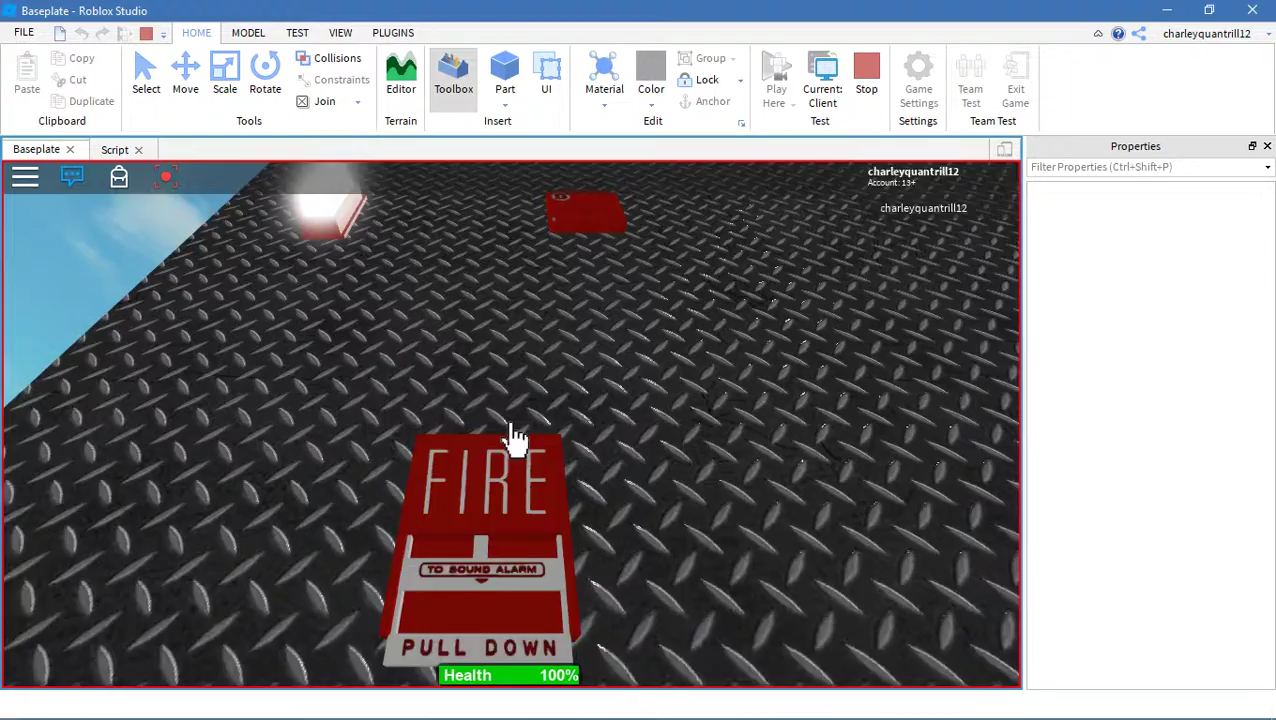 Baseplate - Roblox Studio
FILE HOME MODEL TEST VIEW PLUGINS charleyquantrill12
Paste Copy Cut Duplicate
Select Move Scale Rotate
Collisions Constraints Join
Editor Toolbox Part UI
Material Color Group Lock Anchor
Play Here Current: Client Stop
Game Settings Team Test Exit Game
Clipboard Tools Terrain Insert Edit Test Settings Team Test
Baseplate Script Properties
Filter Properties (Ctrl+Shift+P)
charleyquantrill12
Account: 13+
charleyquantrill12
FIRE
TO SOUND ALARM
PULL DOWN
Health 100%